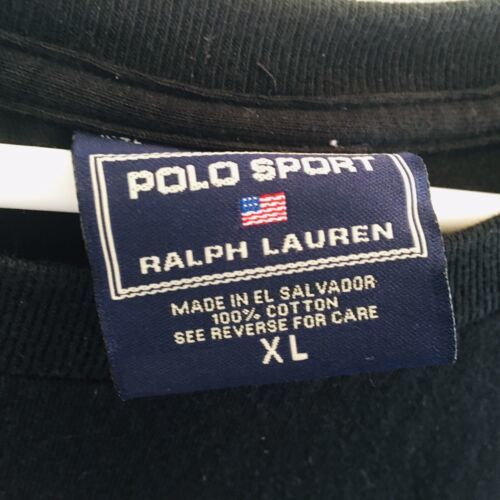 POLO SPORT
RALPH LAUREN
MADE IN EL SALVADOR
100% COTTON
SEE REVERSE FOR CARE
XL